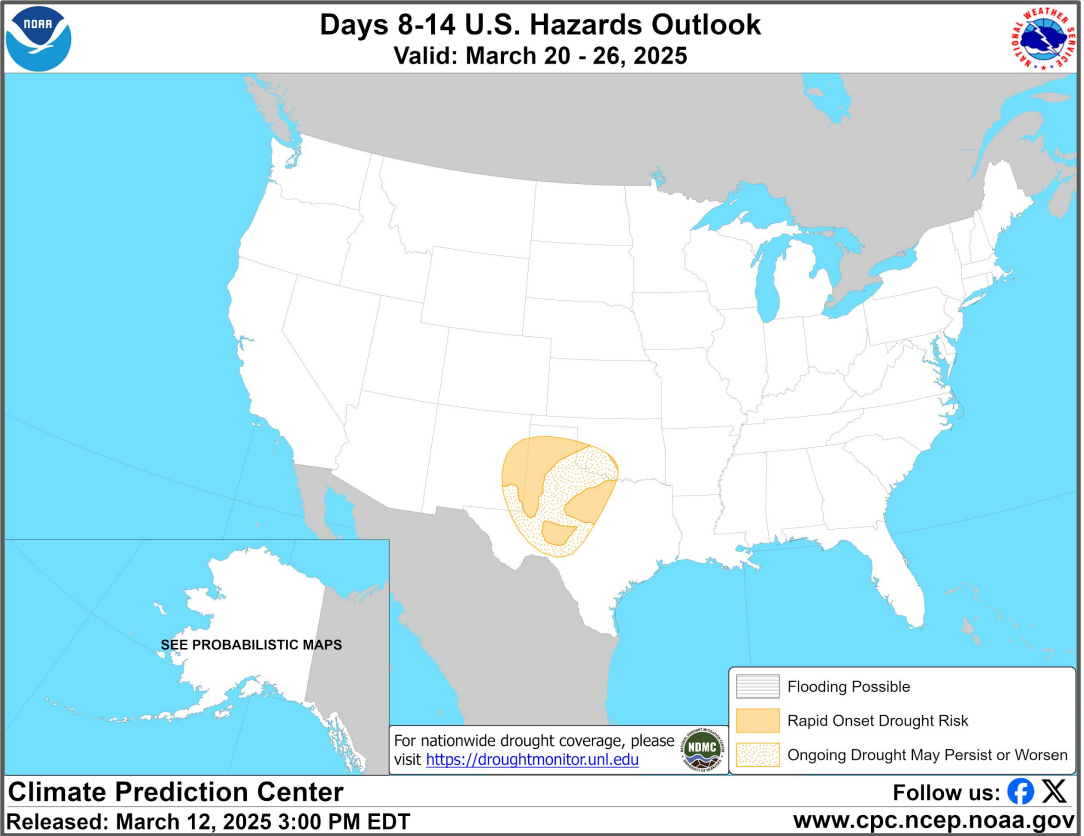 NOAA
Days 8-14 U.S. Hazards Outlook
Valid: March 20 - 26, 2025
NATIONAL WEATHER SERVICE
SEE PROBABILISTIC MAPS
For nationwide drought coverage, please
visit https://droughtmonitor.unl.edu
NDMC
Flooding Possible
Rapid Onset Drought Risk
Ongoing Drought May Persist or Worsen
Climate Prediction Center
Follow us:
Released: March 12, 2025 3:00 PM EDT
www.cpc.ncep.noaa.gov